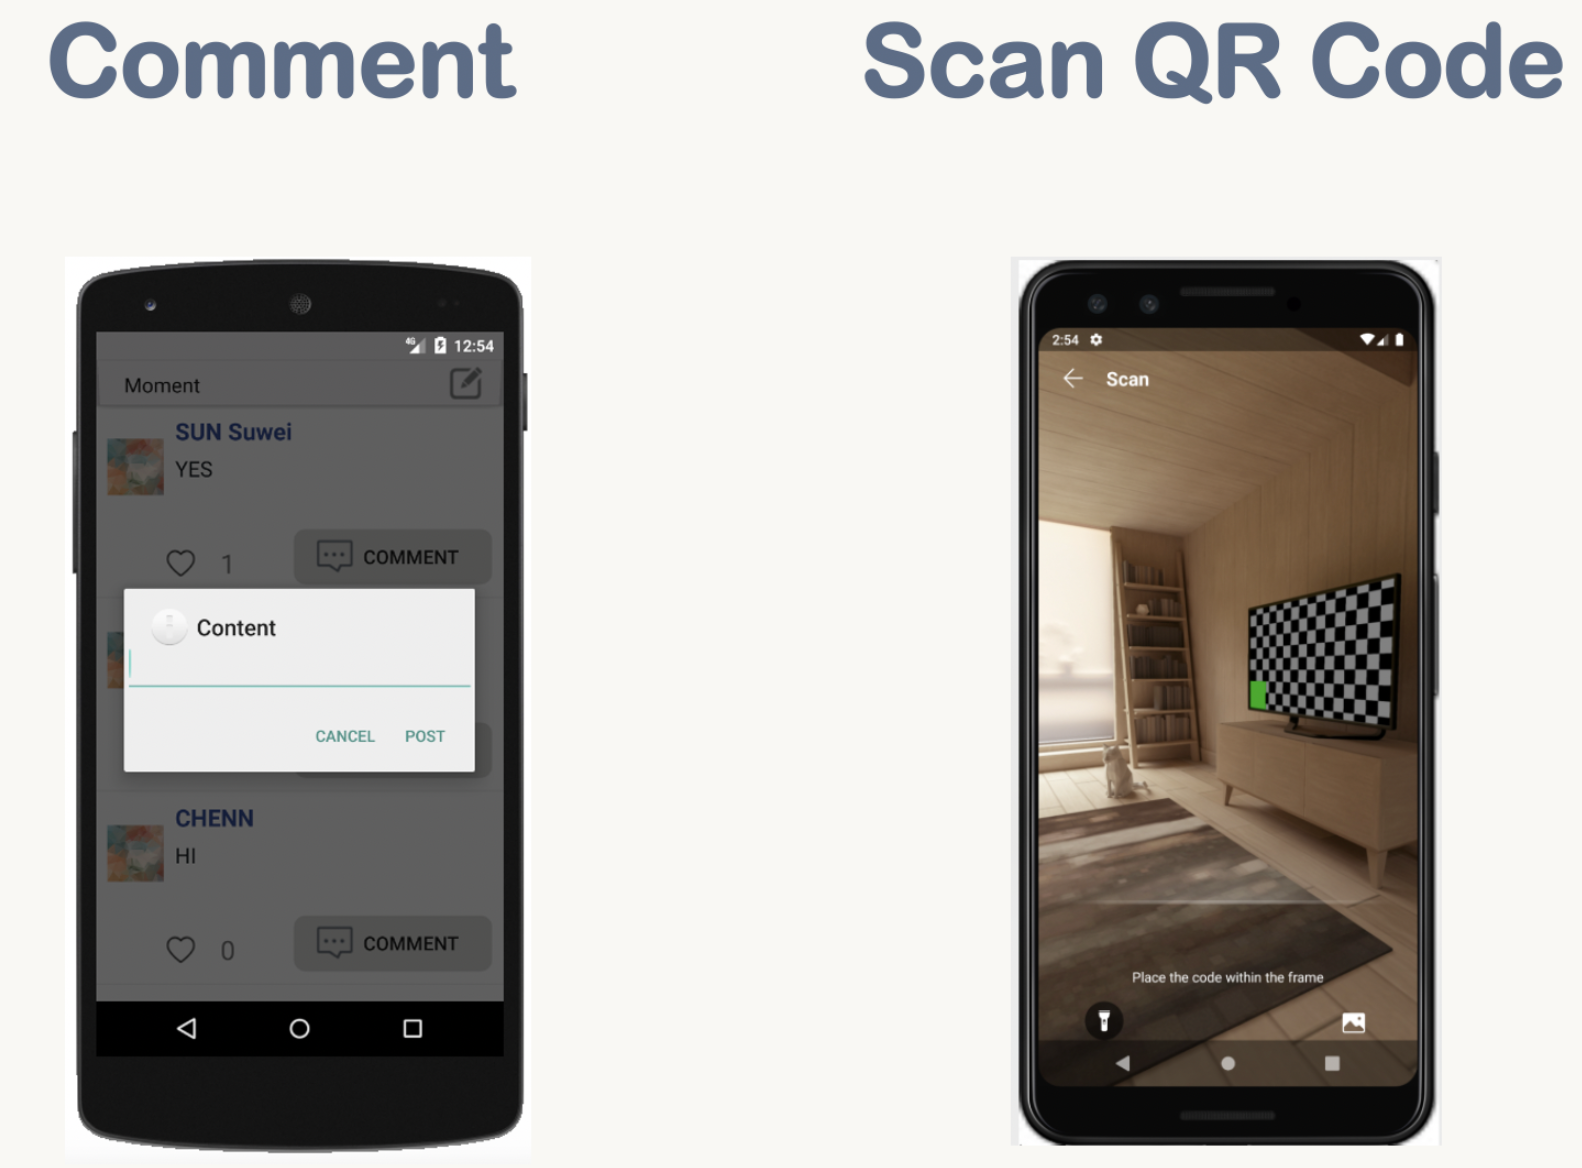 Comment
Scan QR Code
4G 12:54
Moment
SUN Suwei
YES
1
COMMENT
Content
CANCEL POST
CHENN
HI
0
COMMENT
2:54
Scan
Place the code within the frame